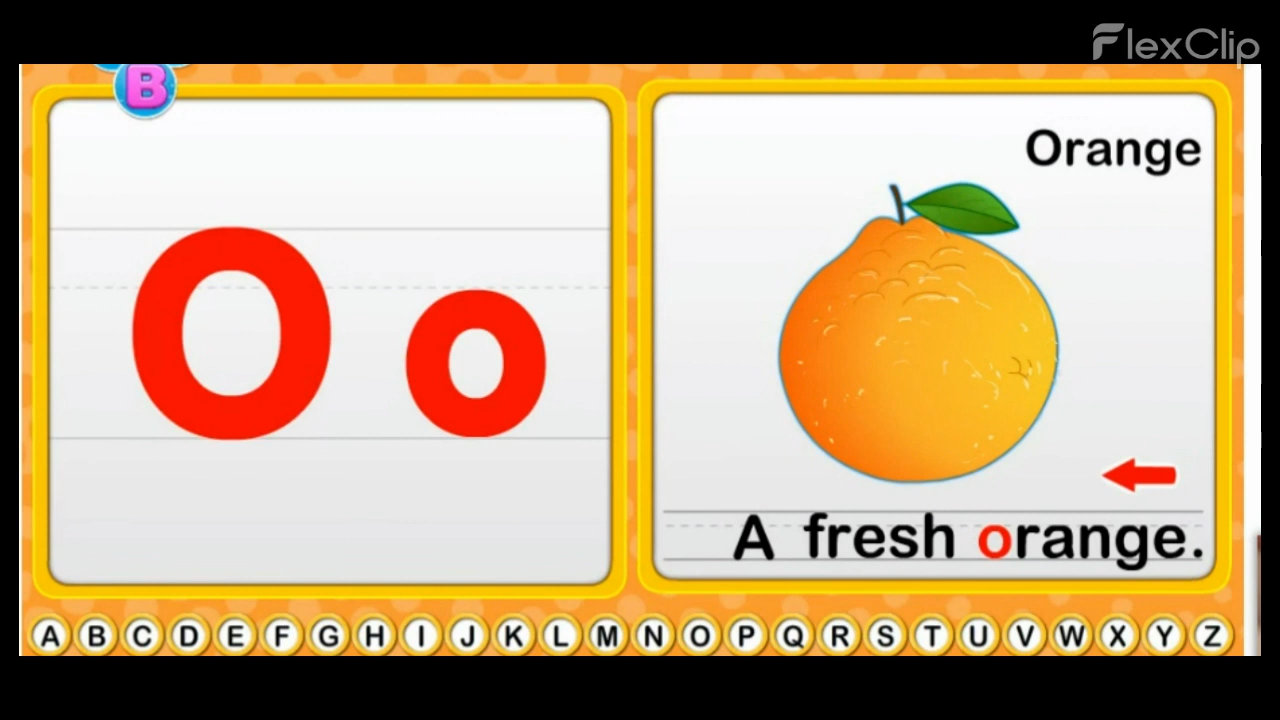 FlexClip
B
O o
Orange
A fresh orange.
A B C D E F G H I J K L M N O P Q R S T U V W X Y Z